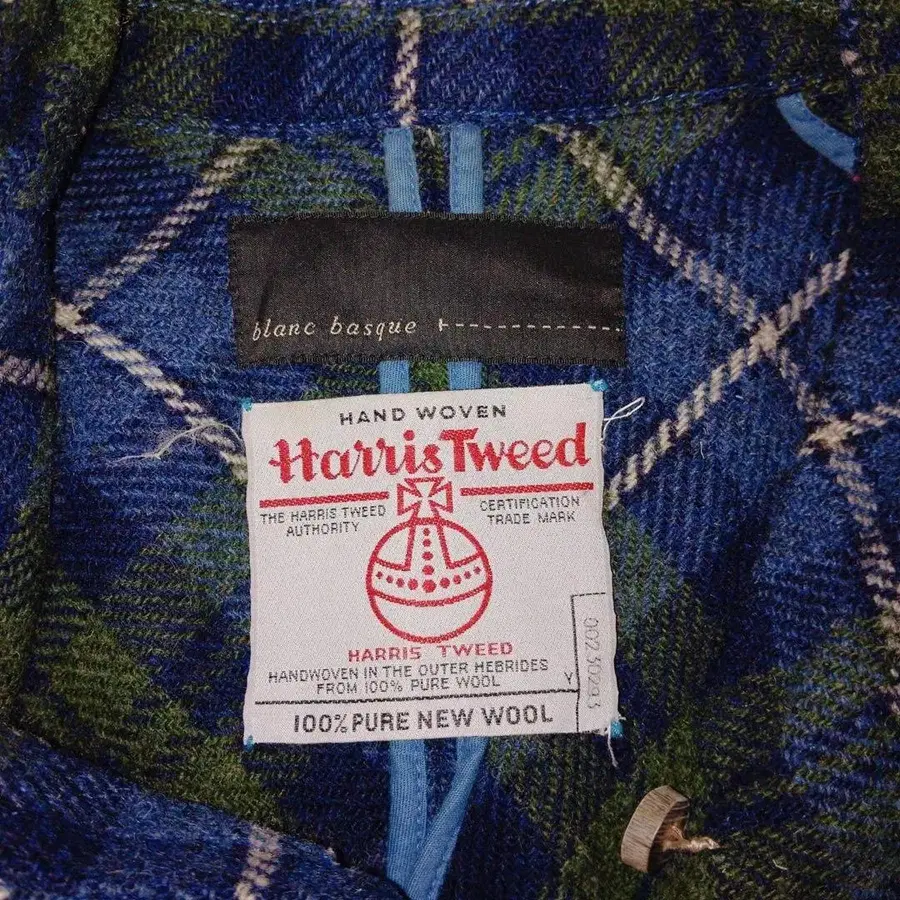 blanc basque
HAND WOVEN
Harris Tweed
THE HARRIS TWEED
AUTHORITY
CERTIFICATION
TRADE MARK
HARRIS TWEED
HANDWOVEN IN THE OUTER HEBRIDES
FROM 100% PURE WOOL
Y
100% PURE NEW WOOL